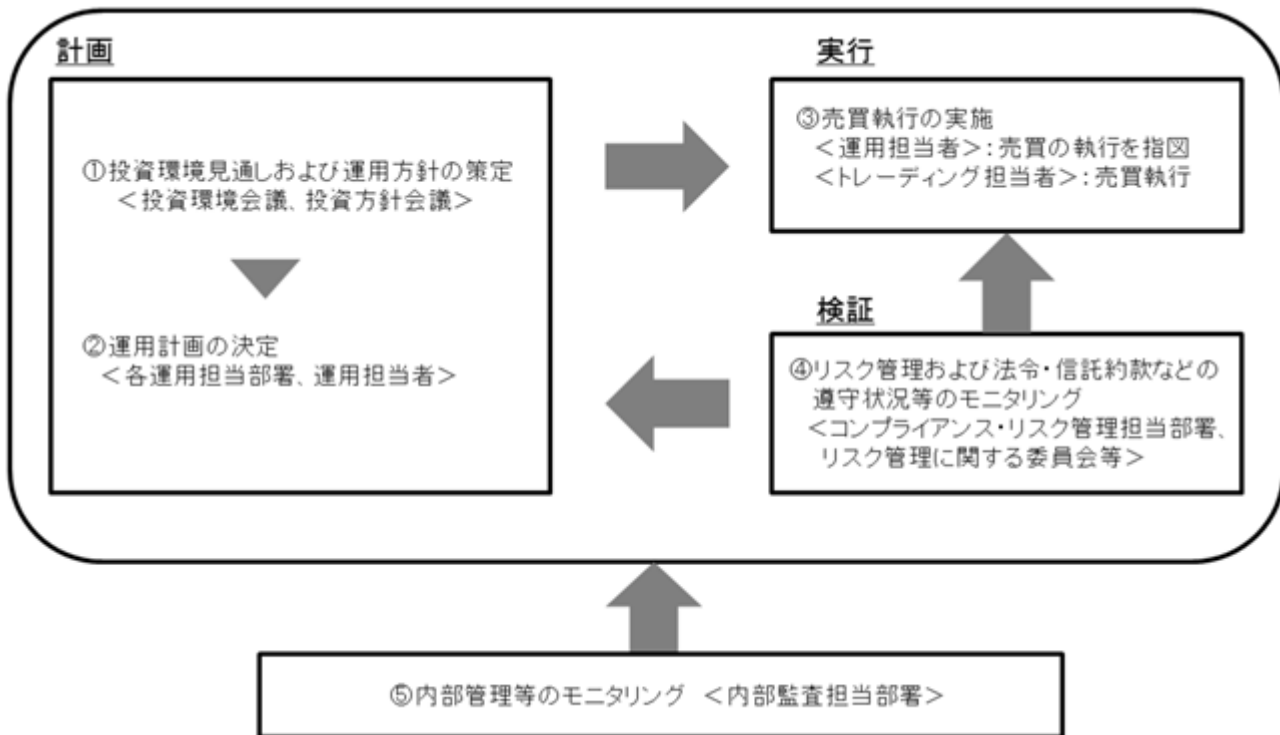 計画
①投資環境見通しおよび運用方針の策定
＜投資環境会議、投資方針会議＞
②運用計画の決定
＜各運用担当部署、運用担当者＞
実行
③売買執行の実施
＜運用担当者＞：売買の執行を指図
＜トレーディング担当者＞：売買執行
検証
④リスク管理および法令・信託約款などの
遵守状況等のモニタリング
＜コンプライアンス・リスク管理担当部署、
リスク管理に関する委員会等＞
⑤内部管理等のモニタリング ＜内部監査担当部署＞